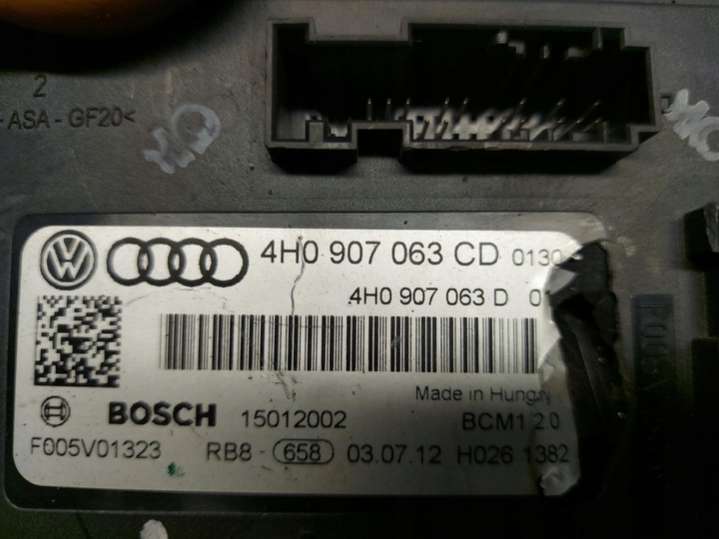 2
-ASA-GF20<
4H0 907 063 CD 0130
4H0 907 063 D
BOSCH 15012002
Made in Hungary
BCM1 2.0
F005V01323 RB8- 658 03.07.12 H026 1382